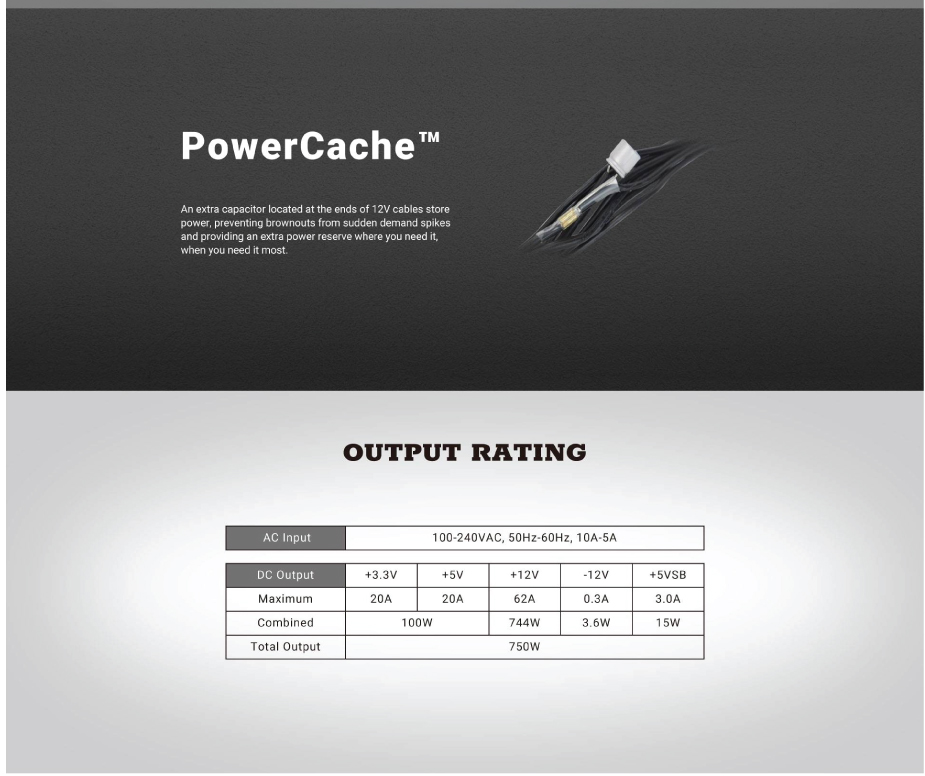 PowerCache™
An extra capacitor located at the ends of 12V cables store
power, preventing brownouts from sudden demand spikes
and providing an extra power reserve where you need it,
when you need it most.
OUTPUT RATING
AC Input 100-240VAC, 50Hz-60Hz, 10A-5A
DC Output +3.3V +5V +12V -12V +5VSB
Maximum 20A 20A 62A 0.3A 3.0A
Combined 100W 744W 3.6W 15W
Total Output 750W